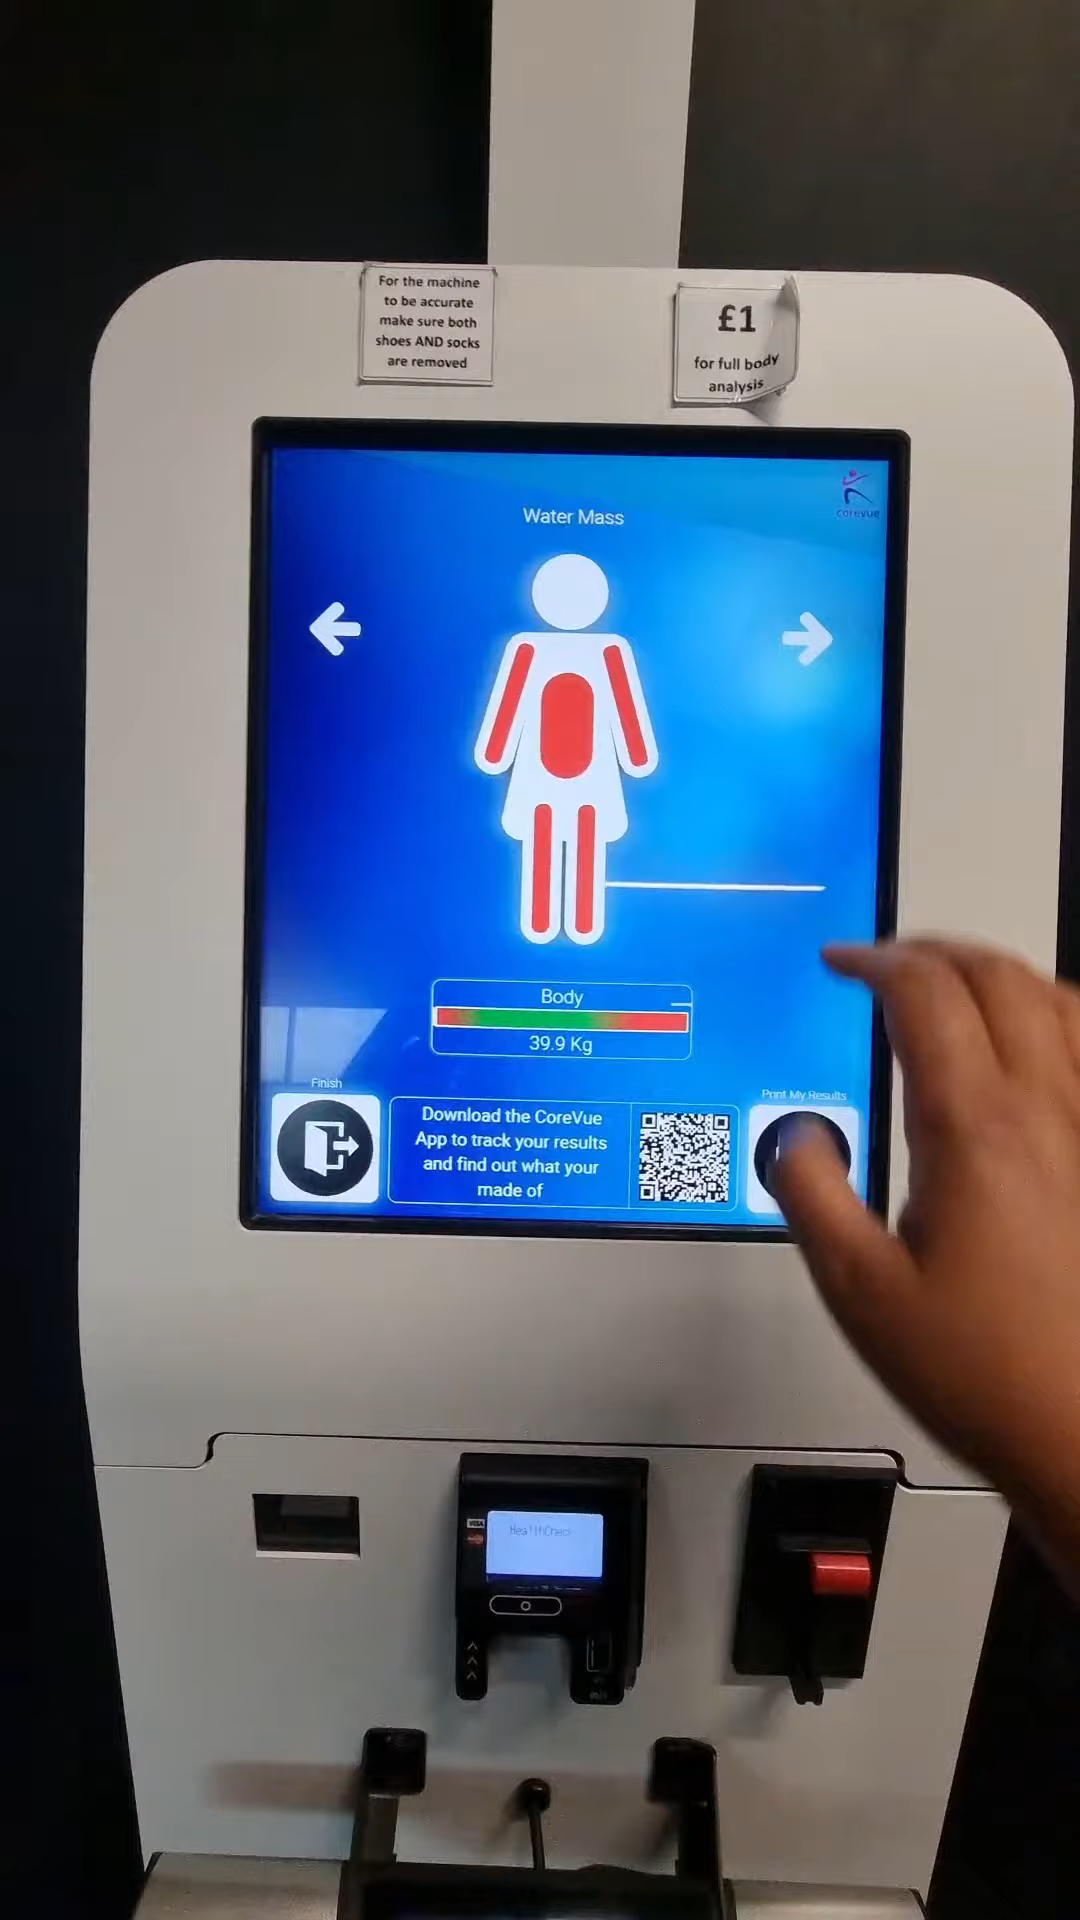 For the machine
to be accurate
make sure both
shoes AND socks
are removed
£1
for full body
analysis
corevue
Water Mass
Body
39.9 Kg
Finish
Download the CoreVue
App to track your results
and find out what your
made of
Print My Results
VISA
HealthCheck